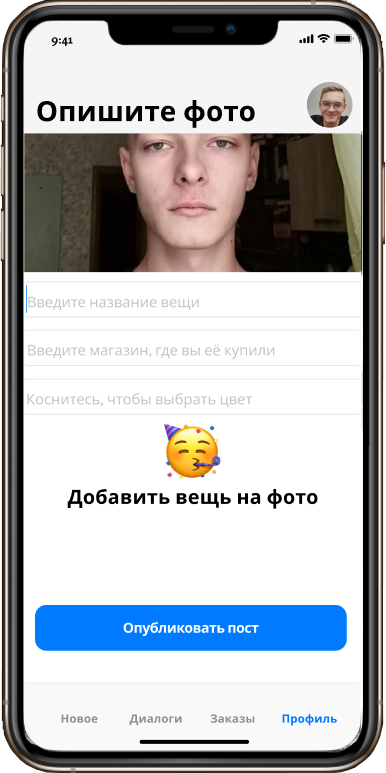 9:41
Опишите фото
Введите название вещи
Введите магазин, где вы её купили
Коснитесь, чтобы выбрать цвет
Добавить вещь на фото
Опубликовать пост
Новое Диалоги Заказы Профиль